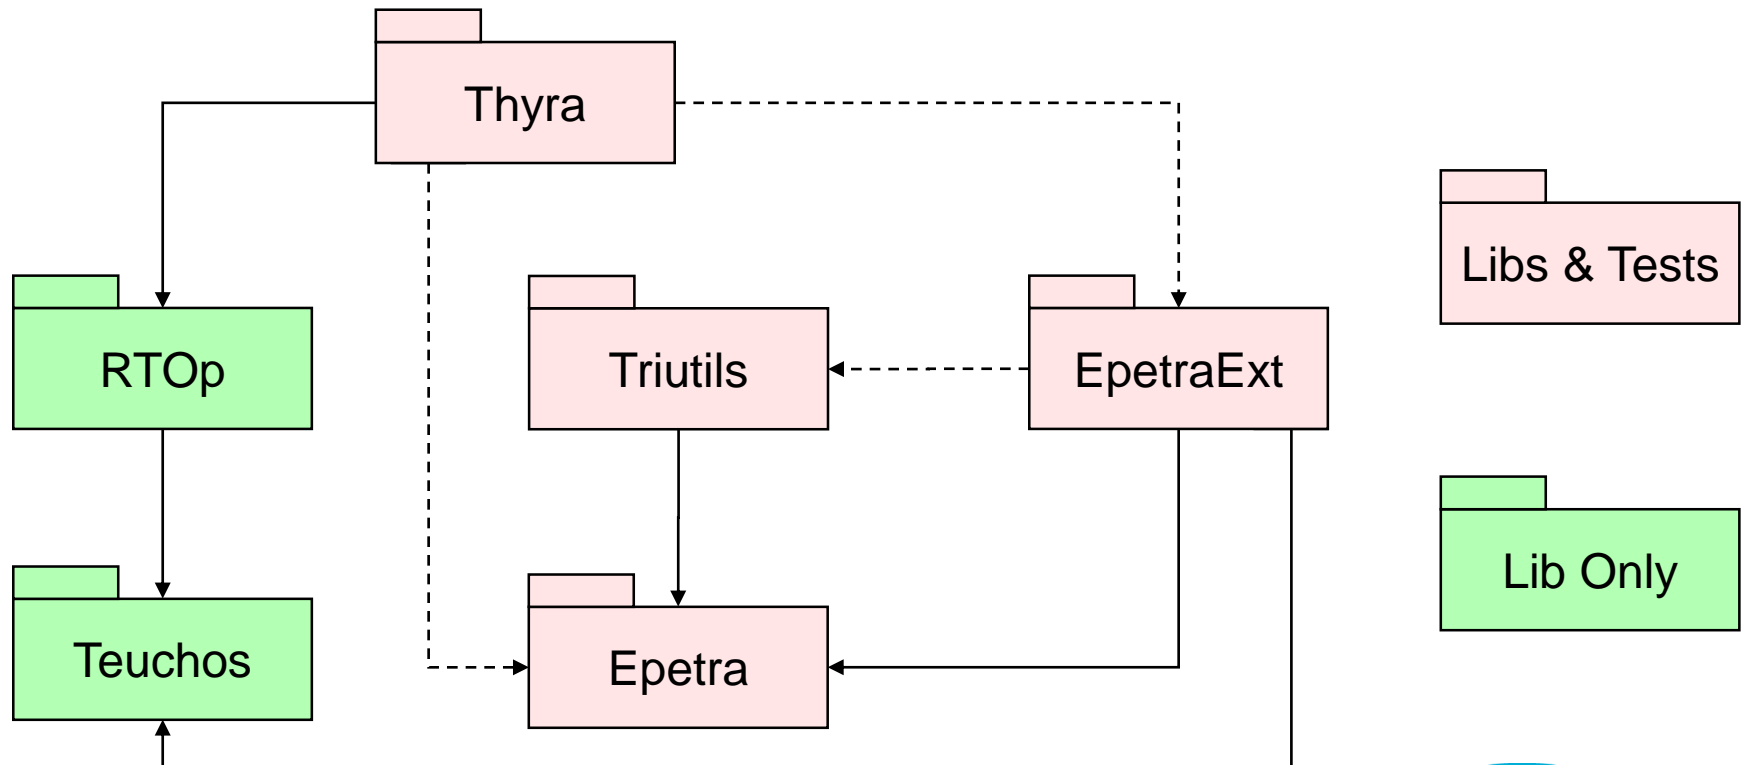 Thyra
Libs & Tests
RTOp
Triutils
EpetraExt
Lib Only
Teuchos
Epetra